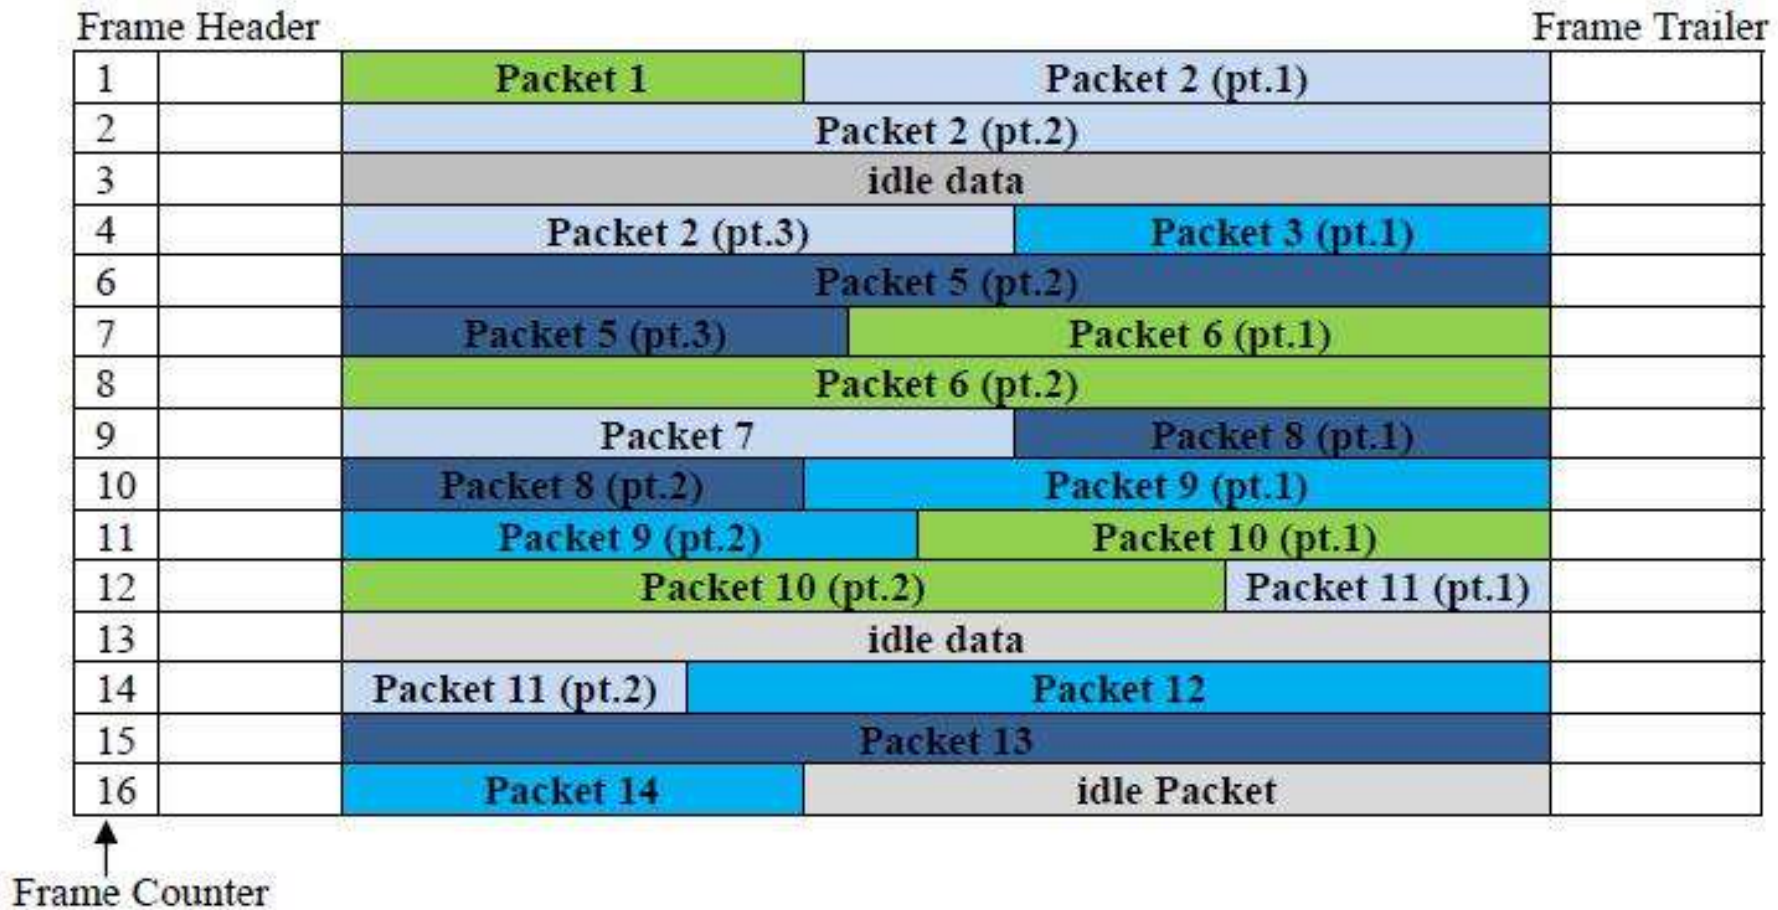 Frame Header Frame Trailer
1 Packet 1 Packet 2 (pt.1)
2 Packet 2 (pt.2)
3 idle data
4 Packet 2 (pt.3) Packet 3 (pt.1)
6 Packet 5 (pt.2)
7 Packet 5 (pt.3) Packet 6 (pt.1)
8 Packet 6 (pt.2)
9 Packet 7 Packet 8 (pt.1)
10 Packet 8 (pt.2) Packet 9 (pt.1)
11 Packet 9 (pt.2) Packet 10 (pt.1)
12 Packet 10 (pt.2) Packet 11 (pt.1)
13 idle data
14 Packet 11 (pt.2) Packet 12
15 Packet 13
16 Packet 14 idle Packet
Frame Counter